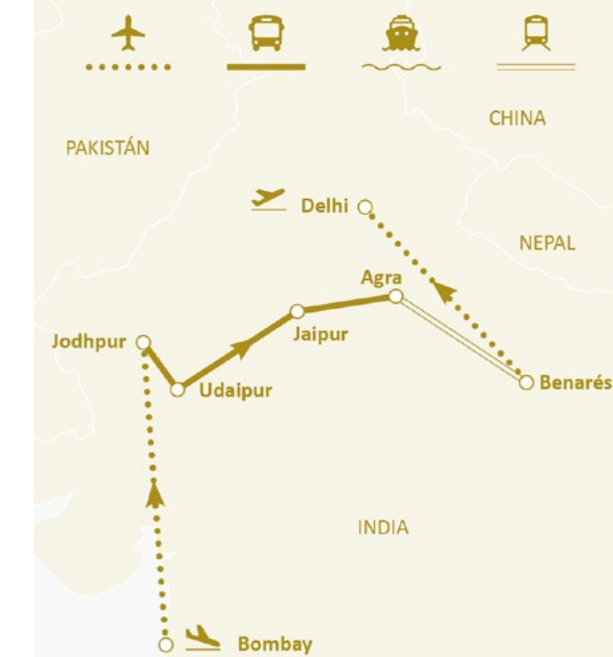 CHINA
PAKISTÁN
Delhi
NEPAL
Agra
Jaipur
Jodhpur
Benarés
Udaipur
INDIA
Bombay